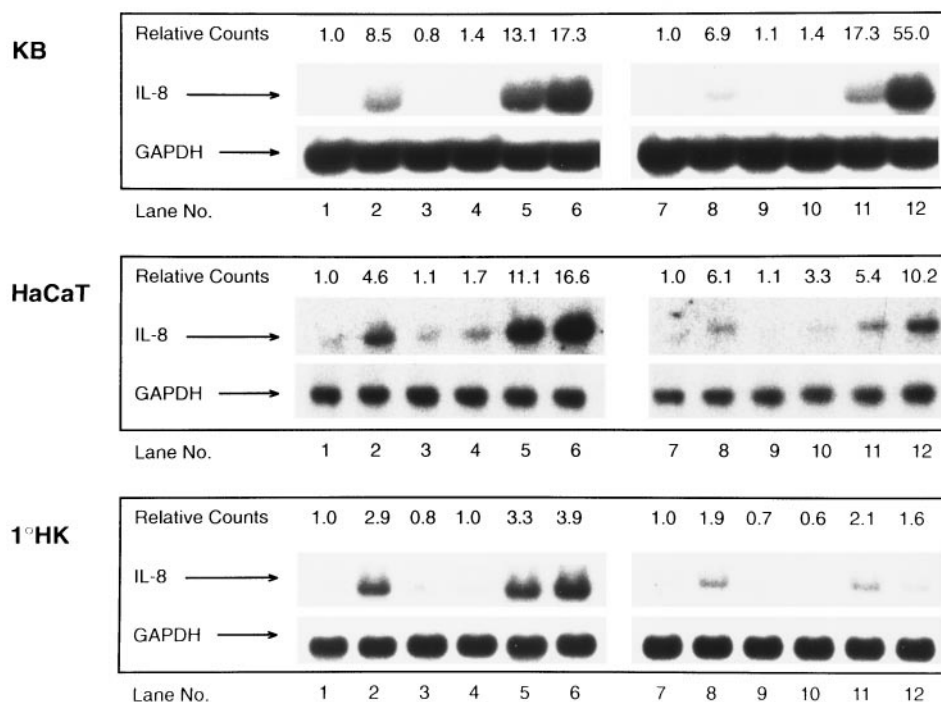 KB
Relative Counts 1.0 8.5 0.8 1.4 13.1 17.3 1.0 6.9 1.1 1.4 17.3 55.0
IL-8
GAPDH
Lane No. 1 2 3 4 5 6 7 8 9 10 11 12
HaCaT
Relative Counts 1.0 4.6 1.1 1.7 11.1 16.6 1.0 6.1 1.1 3.3 5.4 10.2
IL-8
GAPDH
Lane No. 1 2 3 4 5 6 7 8 9 10 11 12
1°HK
Relative Counts 1.0 2.9 0.8 1.0 3.3 3.9 1.0 1.9 0.7 0.6 2.1 1.6
IL-8
GAPDH
Lane No. 1 2 3 4 5 6 7 8 9 10 11 12